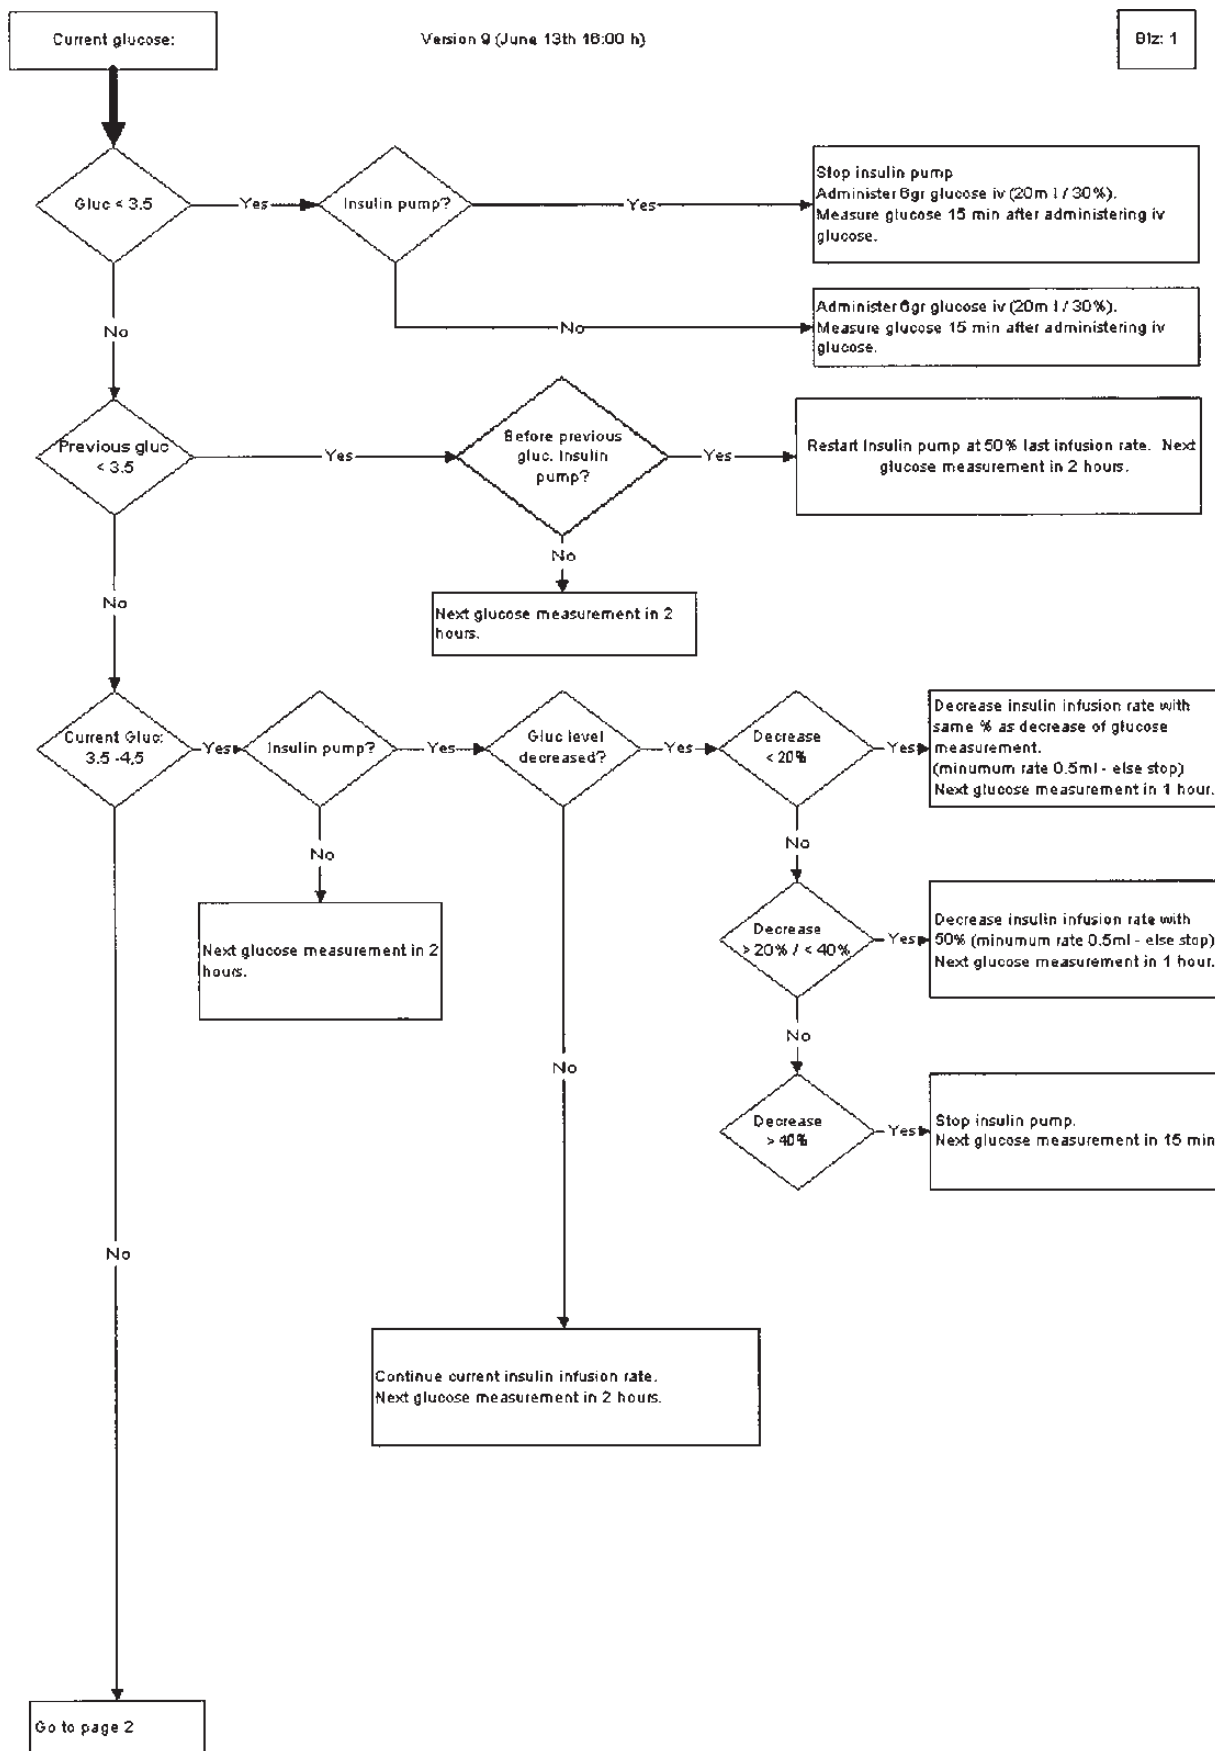 Current glucose:
Version 9 (June 13th 16:00 h)
Blz: 1
Gluc < 3.5
Yes
Insulin pump?
Yes
Stop insulin pump
Administer 6gr glucose iv (20ml / 30%).
Measure glucose 15 min after administering iv
glucose.
No
Administer 6gr glucose iv (20ml / 30%).
Measure glucose 15 min after administering iv
glucose.
No
Previous gluc
< 3.5
Yes
Before previous
gluc. Insulin
pump?
Yes
Restart Insulin pump at 50% last infusion rate. Next
glucose measurement in 2 hours.
No
Next glucose measurement in 2
hours.
No
Current Gluc:
3.5 -4.5
Yes
Insulin pump?
Yes
Gluc level
decreased?
Yes
Decrease
< 20%
Yes
Decrease insulin infusion rate with
same % as decrease of glucose
measurement.
(minumum rate 0.5ml - else stop)
Next glucose measurement in 1 hour.
No
Next glucose measurement in 2
hours.
No
Decrease
> 20% / < 40%
Yes
Decrease insulin infusion rate with
50% (minumum rate 0.5ml - else stop)
Next glucose measurement in 1 hour.
No
Decrease
> 40%
Yes
Stop insulin pump.
Next glucose measurement in 15 min
No
Continue current insulin infusion rate.
Next glucose measurement in 2 hours.
No
Go to page 2